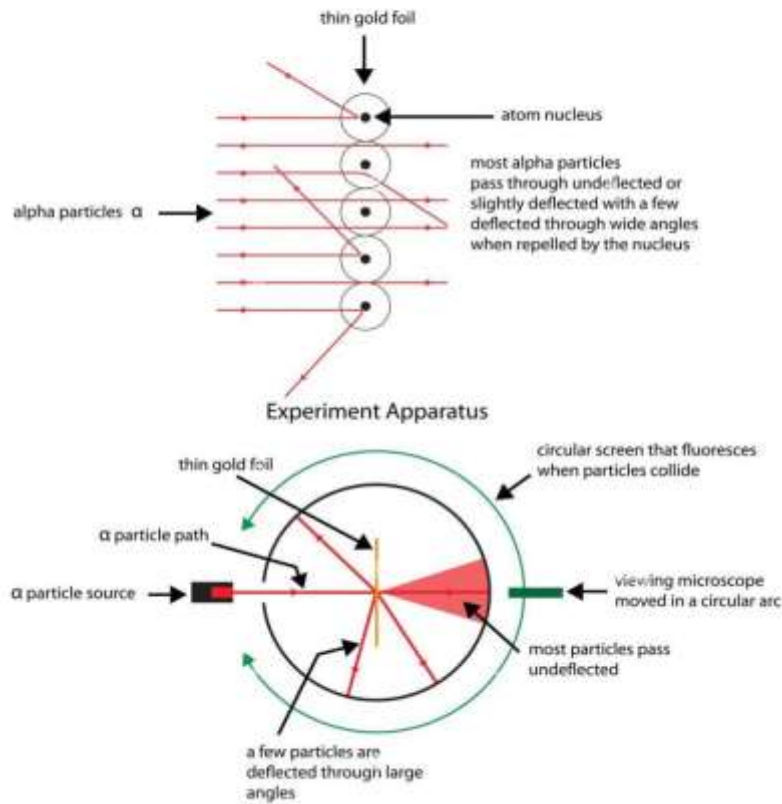 thin gold foil
atom nucleus
most alpha particles
pass through undeflected or
slightly deflected with a few
deflected through wide angles
when repelled by the nucleus
alpha particles α
Experiment Apparatus
circular screen that fluoresces
when particles collide
thin gold foil
α particle path
α particle source
viewing microscope
moved in a circular arc
most particles pass
undeflected
a few particles are
deflected through large
angles